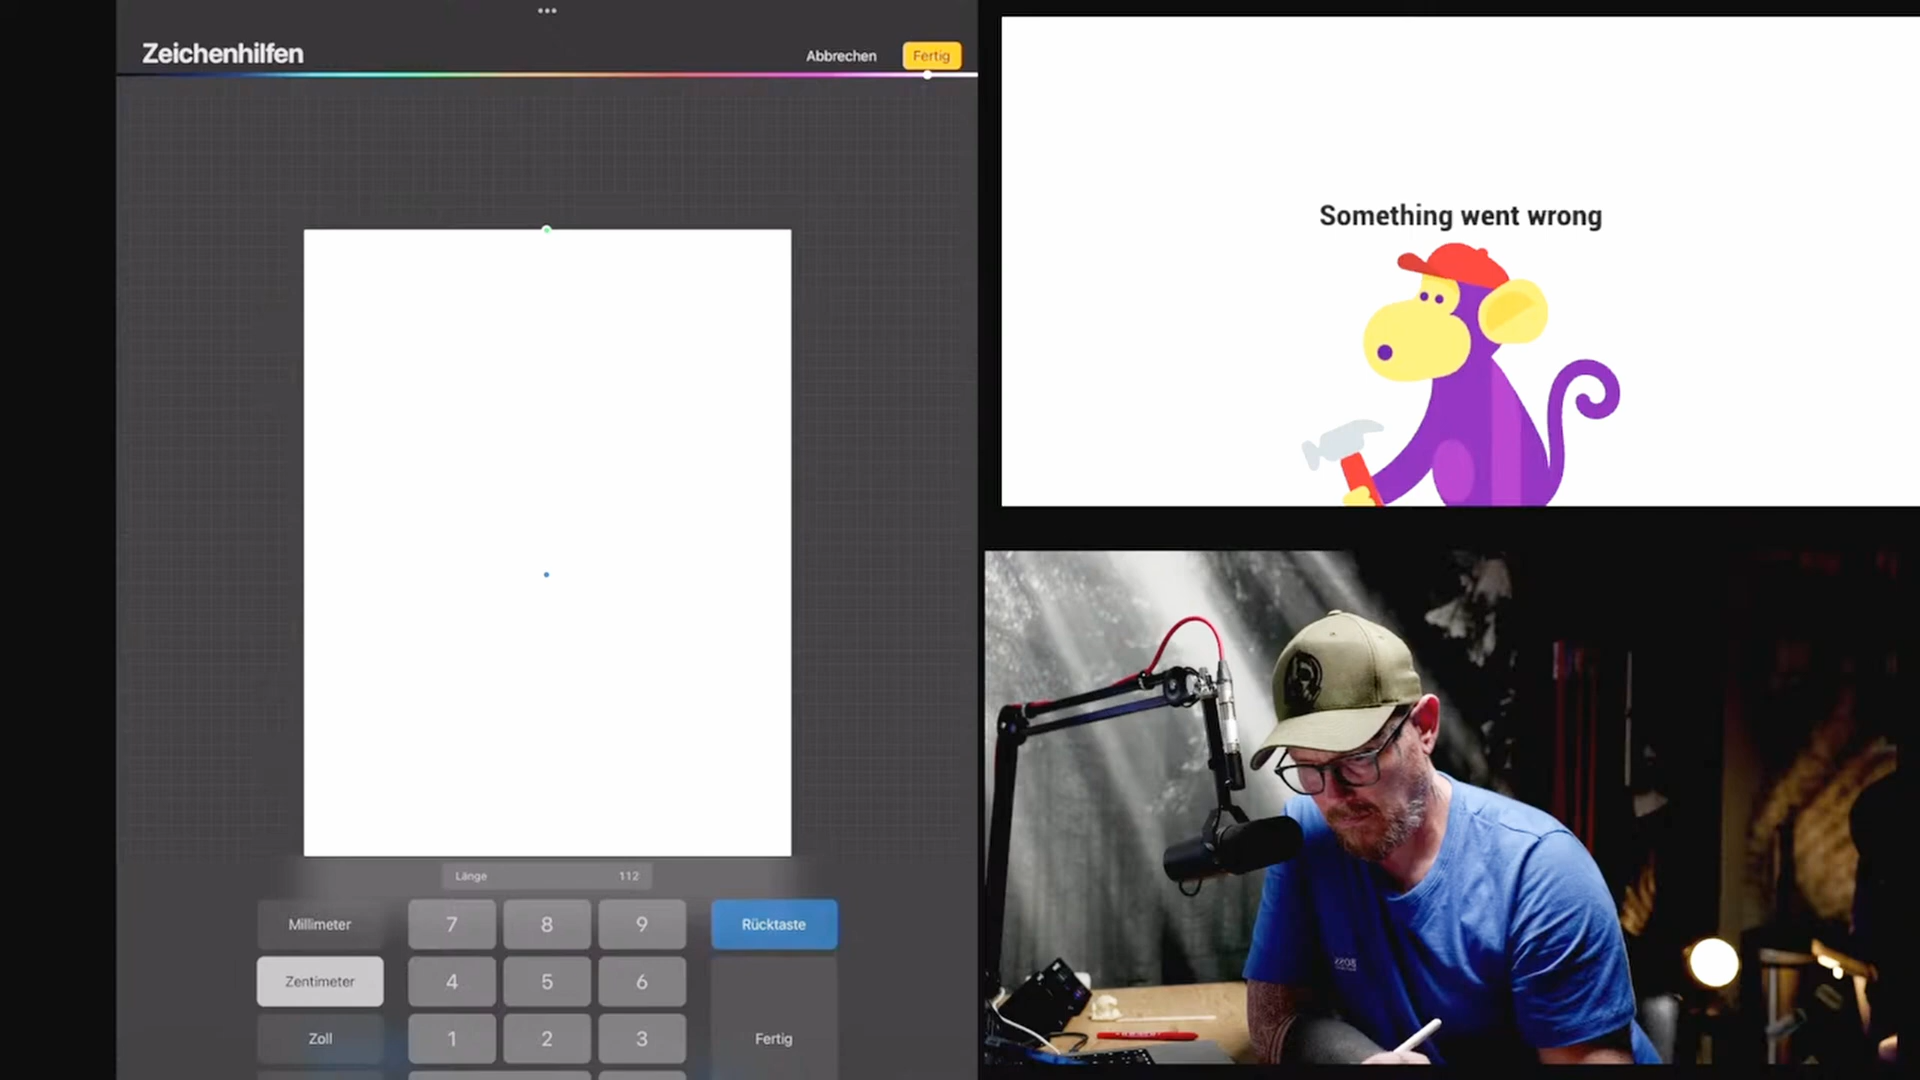 Zeichenhilfen
Abbrechen
Fertig
Länge 112
Millimeter
7
8
9
Rücktaste
Zentimeter
4
5
6
Zoll
1
2
3
Fertig
Something went wrong
BOSS